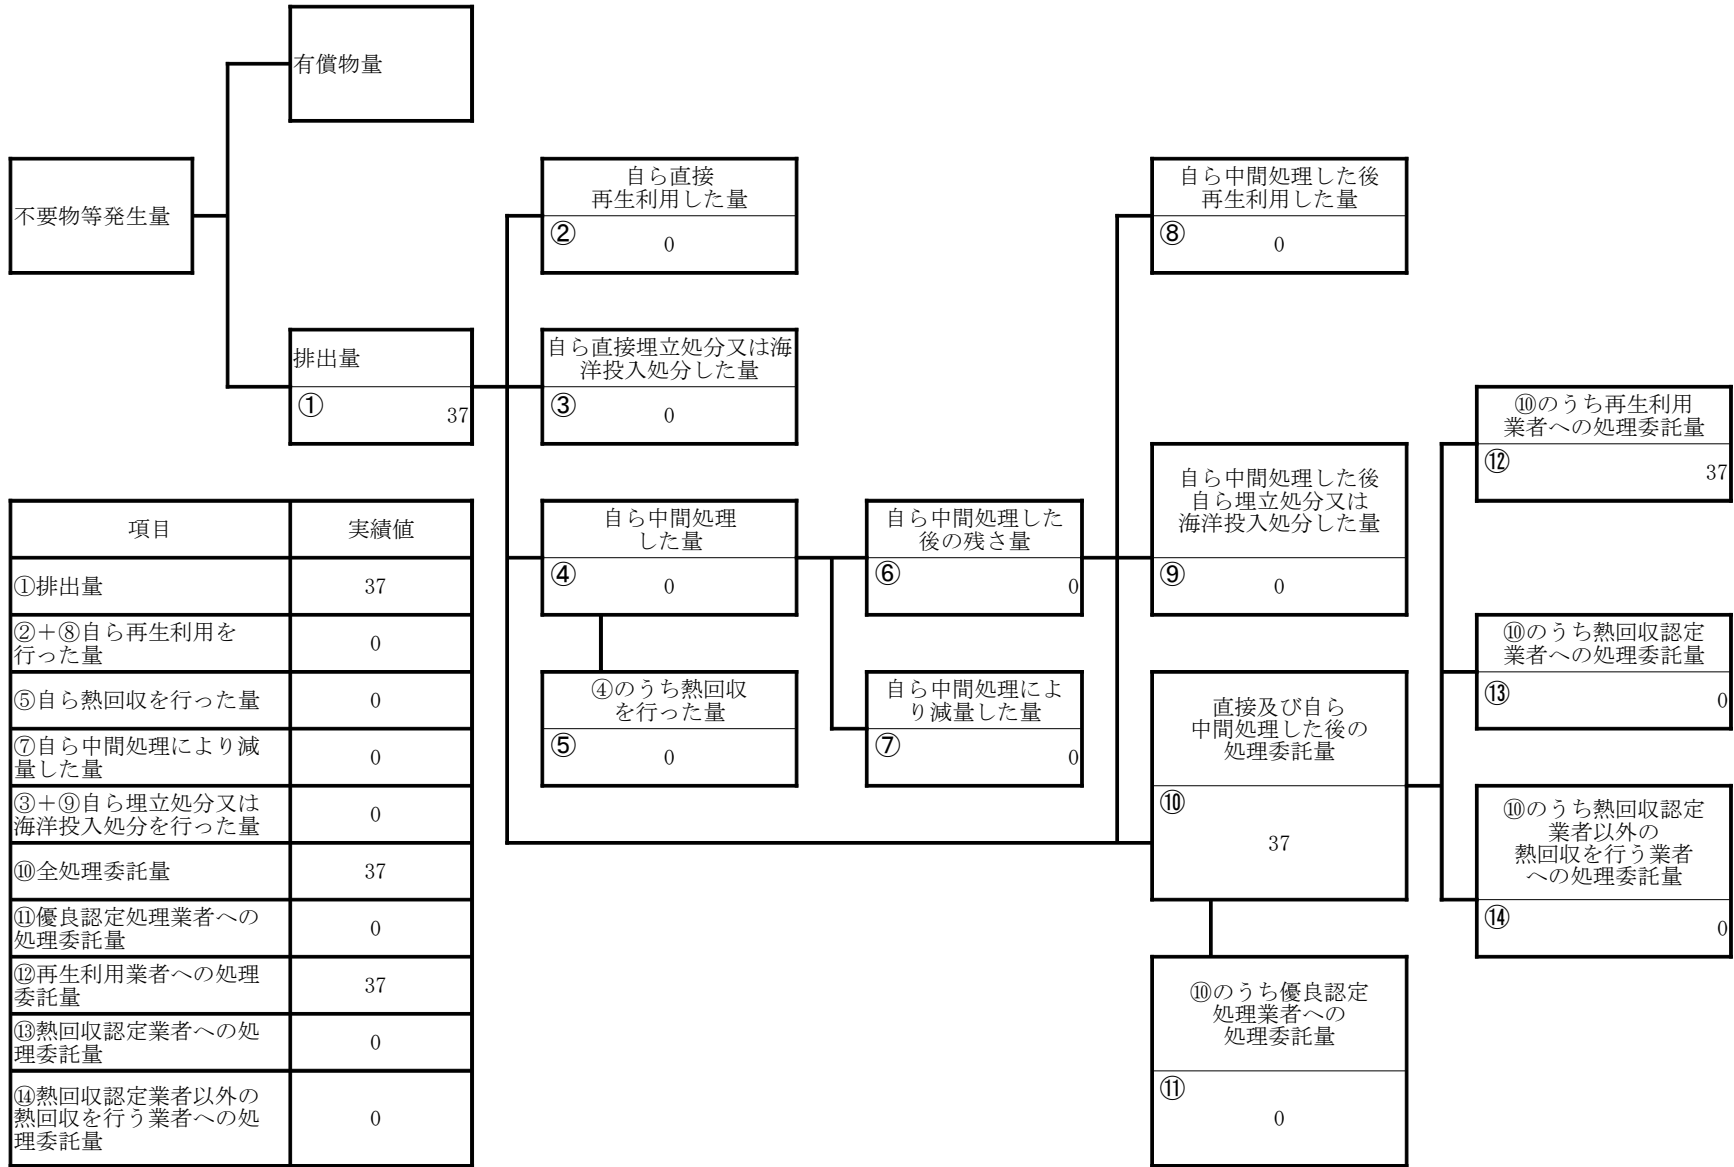 有償物量
不要物等発生量
自ら直接
再生利用した量
②
0
自ら中間処理した後
再生利用した量
⑧
0
排出量
①
37
自ら直接埋立処分又は海
洋投入処分した量
③
0
⑩のうち再生利用
業者への処理委託量
⑫
37
自ら中間処理
した量
④
0
自ら中間処理した
後の残さ量
⑥
0
自ら中間処理した後
自ら埋立処分又は
海洋投入処分した量
⑨
0
⑩のうち熱回収認定
業者への処理委託量
⑬
0
④のうち熱回収
を行った量
⑤
0
自ら中間処理によ
り減量した量
⑦
0
直接及び自ら
中間処理した後の
処理委託量
⑩
37
⑩のうち熱回収認定
業者以外の
熱回収を行う業者
への処理委託量
⑭
0
⑩のうち優良認定
処理業者への
処理委託量
⑪
0
項目 実績値
①排出量 37
②+⑧自ら再生利用を
行った量 0
⑤自ら熱回収を行った量 0
⑦自ら中間処理により減
量した量 0
③+⑨自ら埋立処分又は
海洋投入処分を行った量 0
⑩全処理委託量 37
⑪優良認定処理業者への
処理委託量 0
⑫再生利用業者への処理
委託量 37
⑬熱回収認定業者への処
理委託量 0
⑭熱回収認定業者以外の
熱回収を行う業者への処
理委託量 0